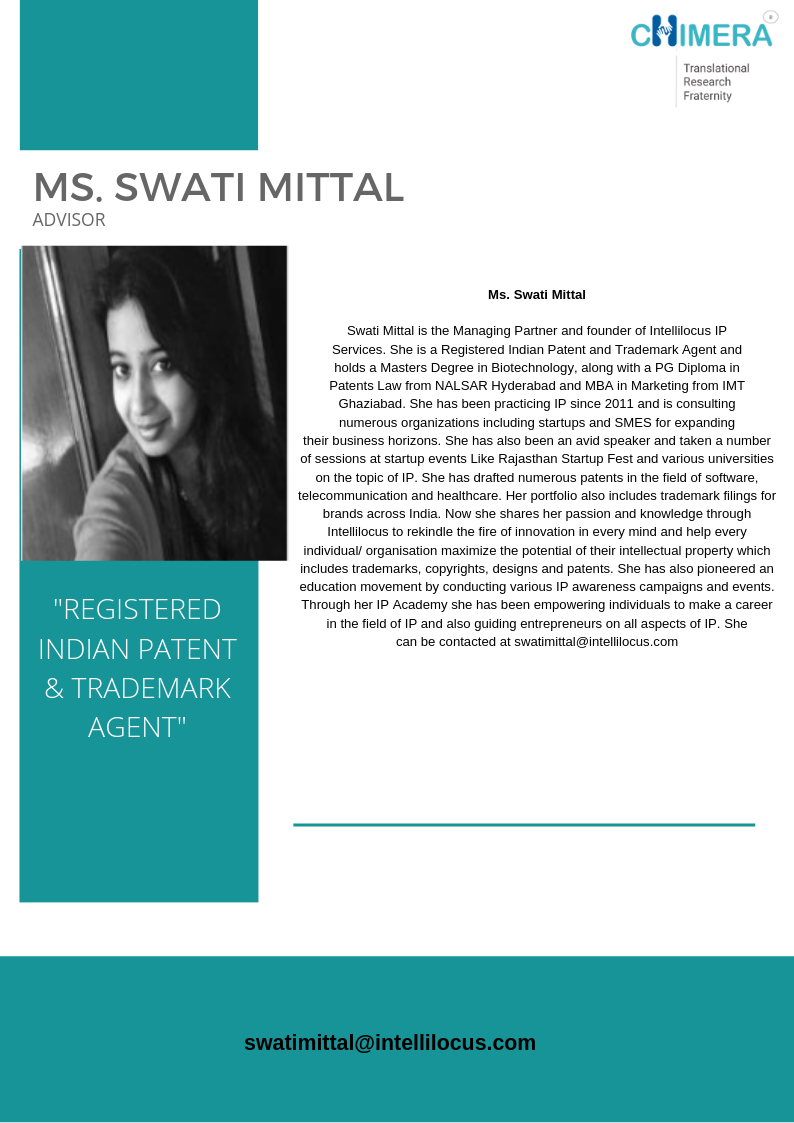 CHIMERA
Translational
Research
Fraternity
MS. SWATI MITTAL
ADVISOR
Ms. Swati Mittal
Swati Mittal is the Managing Partner and founder of Intellilocus IP
Services. She is a Registered Indian Patent and Trademark Agent and
holds a Masters Degree in Biotechnology, along with a PG Diploma in
Patents Law from NALSAR Hyderabad and MBA in Marketing from IMT
Ghaziabad. She has been practicing IP since 2011 and is consulting
numerous organizations including startups and SMES for expanding
their business horizons. She has also been an avid speaker and taken a number
of sessions at startup events Like Rajasthan Startup Fest and various universities
on the topic of IP. She has drafted numerous patents in the field of software,
telecommunication and healthcare. Her portfolio also includes trademark filings for
brands across India. Now she shares her passion and knowledge through
Intellilocus to rekindle the fire of innovation in every mind and help every
individual/ organisation maximize the potential of their intellectual property which
includes trademarks, copyrights, designs and patents. She has also pioneered an
education movement by conducting various IP awareness campaigns and events.
Through her IP Academy she has been empowering individuals to make a career
in the field of IP and also guiding entrepreneurs on all aspects of IP. She
can be contacted at swatimittal@intellilocus.com
"REGISTERED
INDIAN PATENT
& TRADEMARK
AGENT"
swatimittal@intellilocus.com